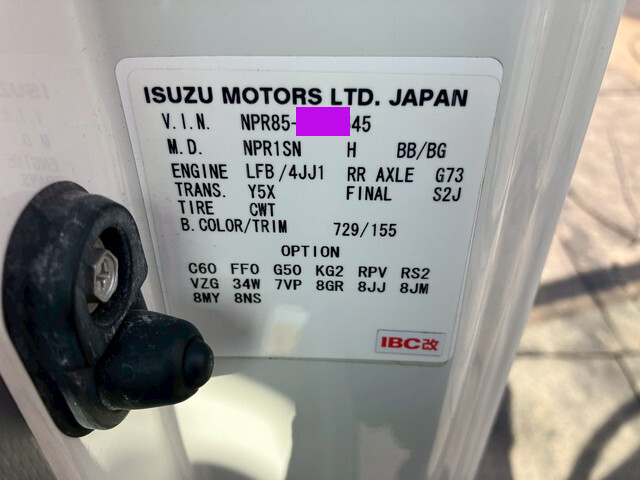 ISUZU MOTORS LTD. JAPAN
V.I.N. NPR85-     45
M.D. NPR1SN H BB/BG
ENGINE LFB/4JJ1 RR AXLE G73
TRANS. Y5X FINAL S2J
TIRE CWT
B.COLOR/TRIM 729/155
OPTION
C60 FF0 G50 KG2 RPV RS2
VZG 34W 7VP 8GR 8JJ 8JM
8MY 8NS
IBC改